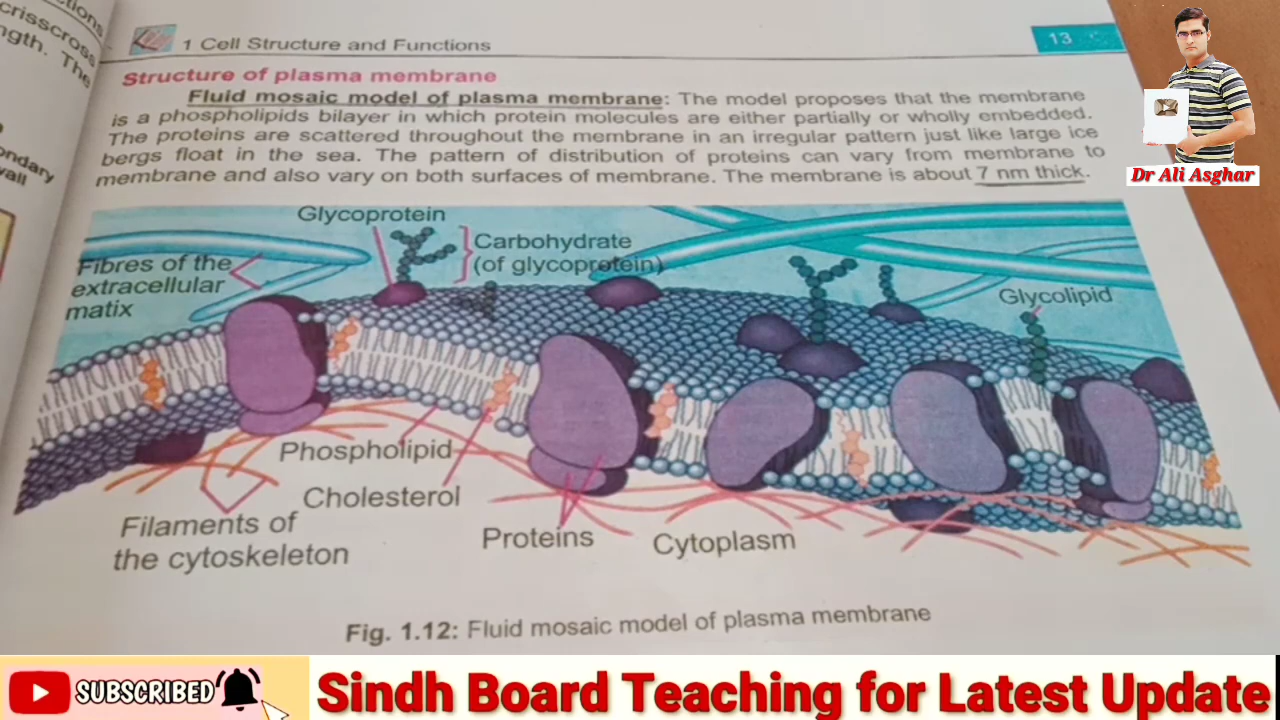 ctions
crisscross
ngth. The
ondary
wall
1 Cell Structure and Functions
13
Structure of plasma membrane
Fluid mosaic model of plasma membrane: The model proposes that the membrane
is a phospholipids bilayer in which protein molecules are either partially or wholly embedded.
The proteins are scattered throughout the membrane in an irregular pattern just like large ice
bergs float in the sea. The pattern of distribution of proteins can vary from membrane to
membrane and also vary on both surfaces of membrane. The membrane is about 7 nm thick.
Dr Ali Asghar
Glycoprotein
Carbohydrate
(of glycoprotein)
Fibres of the
extracellular
matix
Glycolipid
Phospholipid
Cholesterol
Filaments of
the cytoskeleton
Proteins
Cytoplasm
Fig. 1.12: Fluid mosaic model of plasma membrane
SUBSCRIBED
Sindh Board Teaching for Latest Update